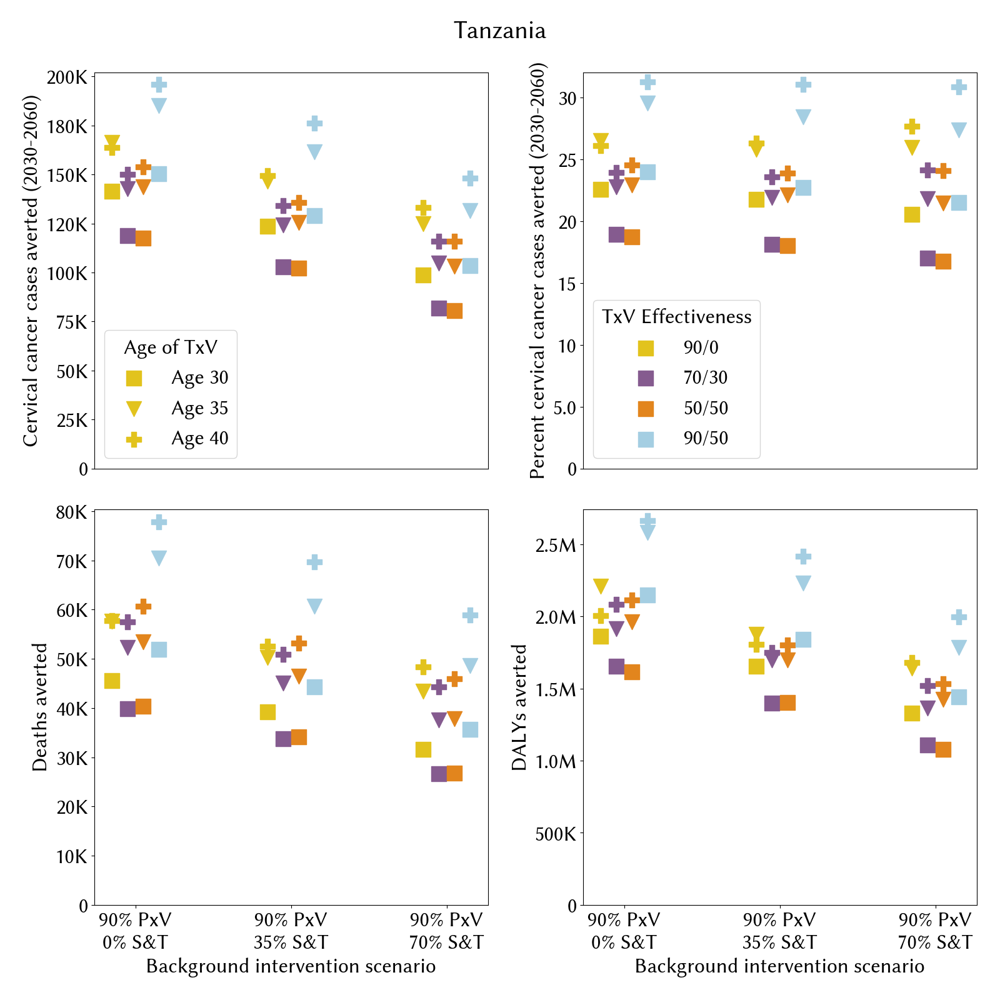 Tanzania
Cervical cancer cases averted (2030-2060)
200K
180K
150K
120K
100K
75K
50K
25K
0
Age of TxV
Age 30
Age 35
Age 40
Percent cervical cancer cases averted (2030-2060)
30
25
20
15
10
5.0
0
TxV Effectiveness
90/0
70/30
50/50
90/50
Deaths averted
80K
70K
60K
50K
40K
30K
20K
10K
0
90% PxV
0% S&T
90% PxV
35% S&T
90% PxV
70% S&T
Background intervention scenario
DALYs averted
2.5M
2.0M
1.5M
1.0M
500K
0
90% PxV
0% S&T
90% PxV
35% S&T
90% PxV
70% S&T
Background intervention scenario